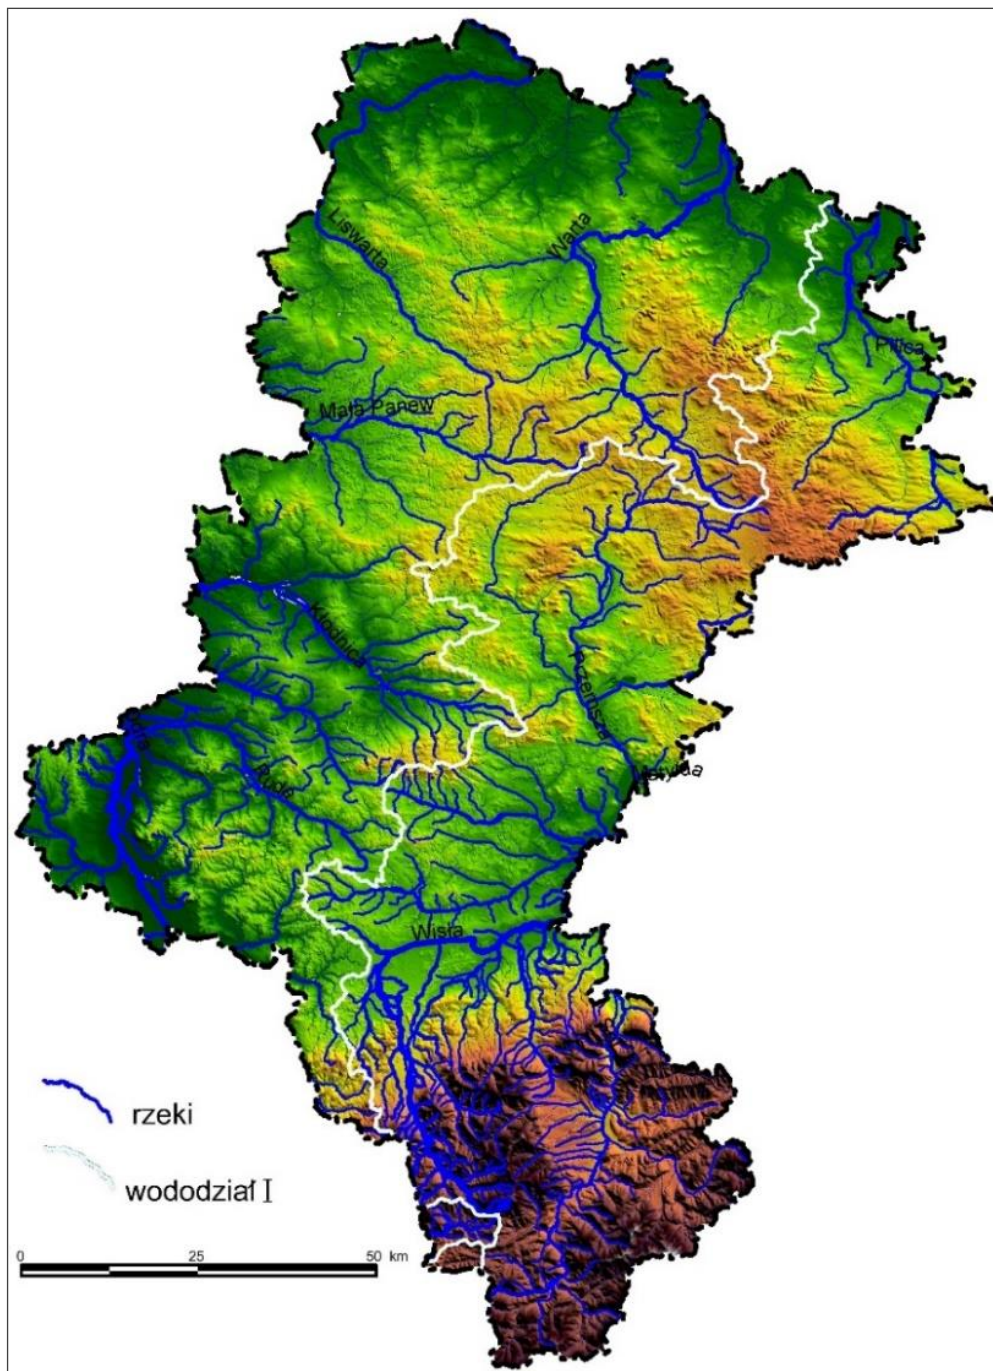 Liswarta
Warta
Pilica
Mała Panew
Kłodnica
Przemsza
Ruda
Wisła
rzeki
wododział I
0 25 50 km